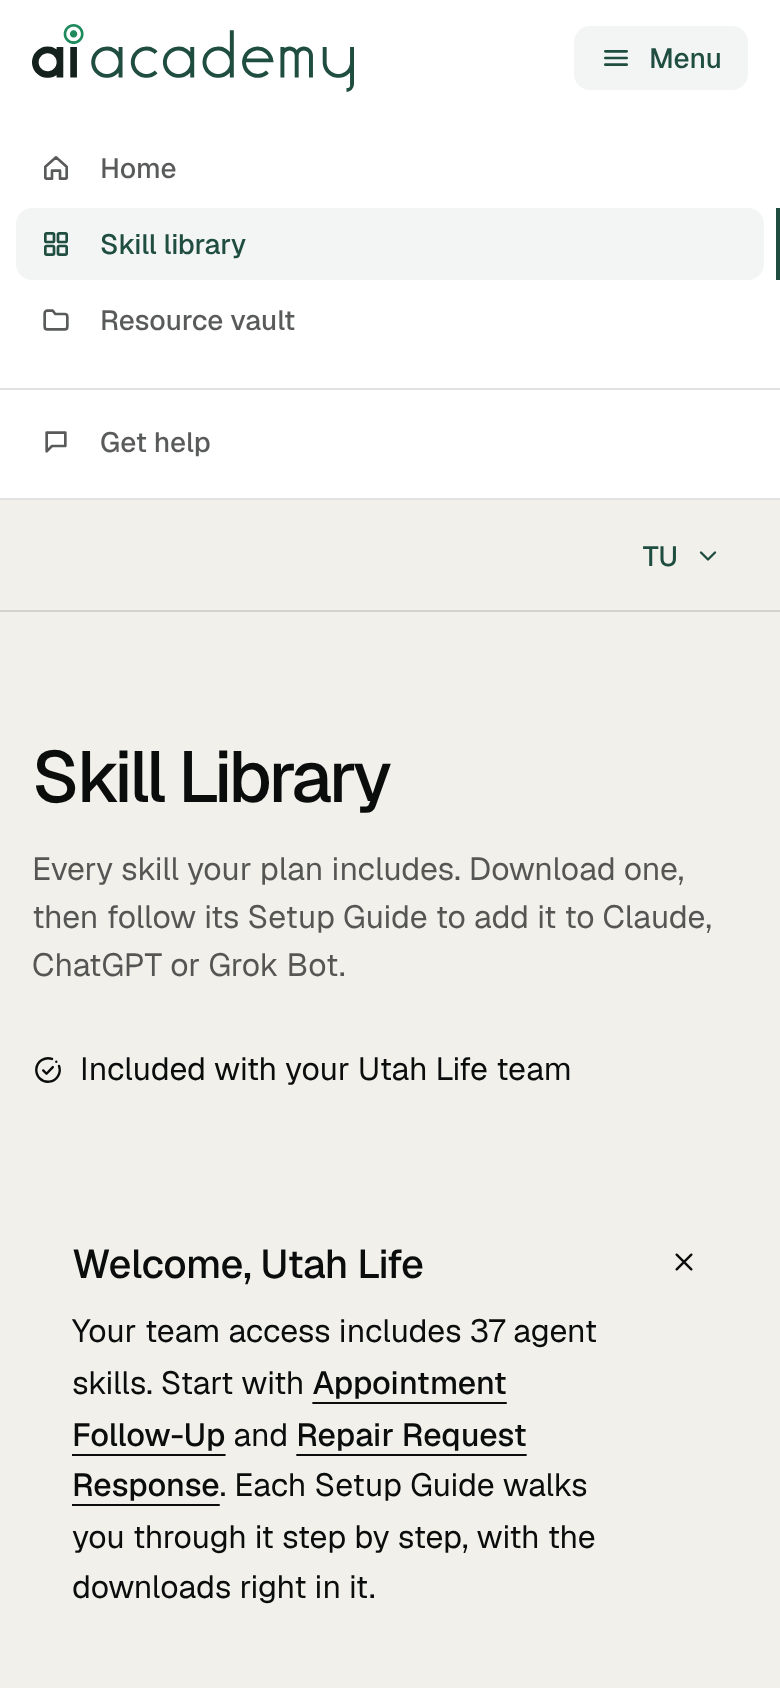 ai academy
Menu
Home
Skill library
Resource vault
Get help
TU
Skill Library
Every skill your plan includes. Download one,
then follow its Setup Guide to add it to Claude,
ChatGPT or Grok Bot.
Included with your Utah Life team
Welcome, Utah Life
Your team access includes 37 agent
skills. Start with Appointment
Follow-Up and Repair Request
Response. Each Setup Guide walks
you through it step by step, with the
downloads right in it.